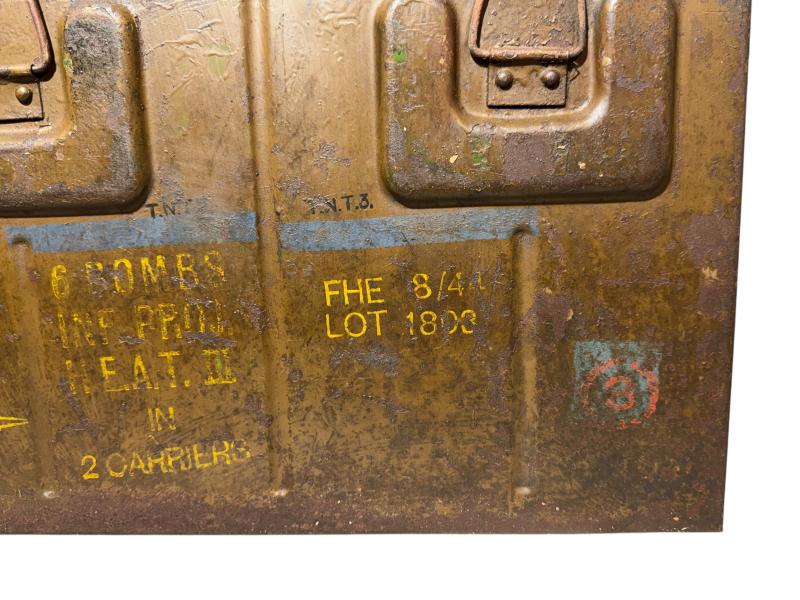 T.N.T.3.
6 BOMBS
INF. PROJ.
H.E.A.T. II
IN
2 CARRIERS
FHE 8/44
LOT 1803
3